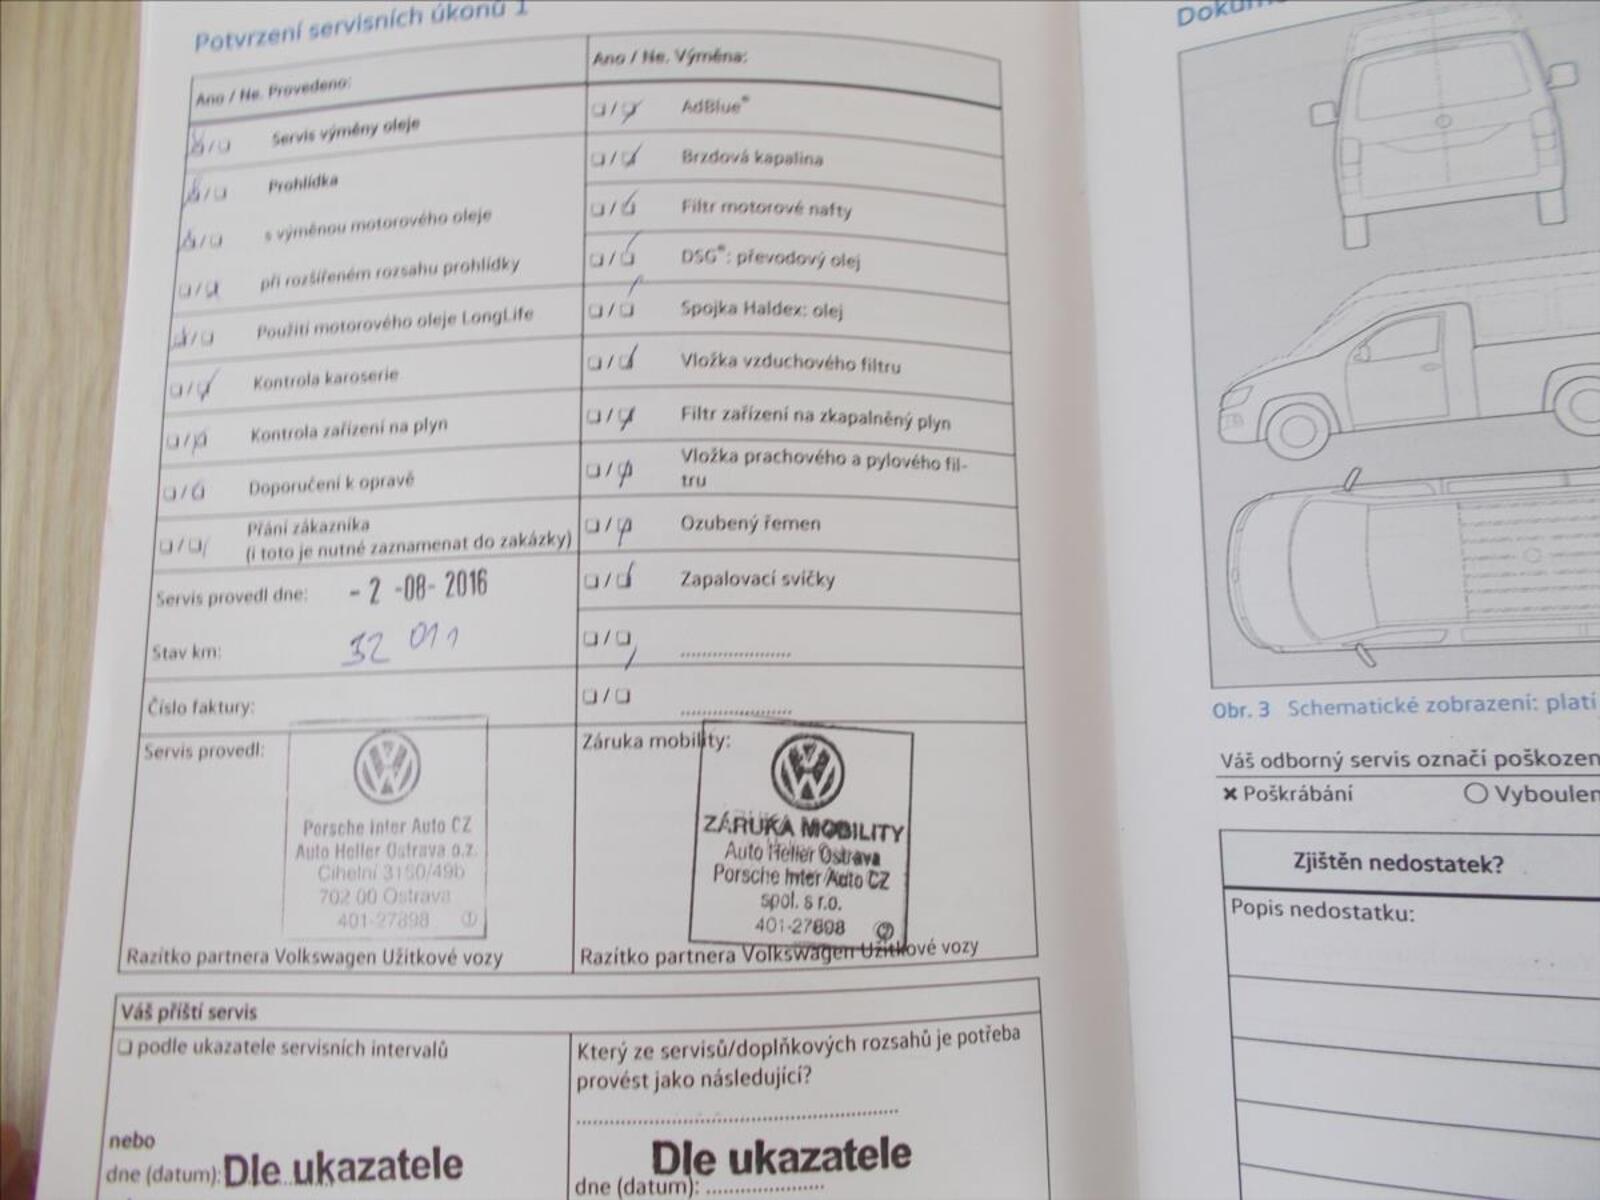 Potvrzení servisních úkonů 1
Ano / Ne. Provedeno:
Servis výměny oleje
Prohlídka
s výměnou motorového oleje
při rozšířeném rozsahu prohlídky
Použití motorového oleje LongLife
Kontrola karoserie
Kontrola zařízení na plyn
Doporučení k opravě
Přání zákazníka
(i toto je nutné zaznamenat do zakázky)
Servis provedl dne: - 2 -08- 2016
Stav km: 32 011
Číslo faktury:
Servis provedl:
Porsche Inter Auto CZ
Auto Heller Ostrava o.z.
Cihelní 3160/49b
702 00 Ostrava
401-27898 ①
Razítko partnera Volkswagen Užitkové vozy
Ano / Ne. Výměna:
AdBlue®
Brzdová kapalina
Filtr motorové nafty
DSG®: převodový olej
Spojka Haldex: olej
Vložka vzduchového filtru
Filtr zařízení na zkapalněný plyn
Vložka prachového a pylového fil-
tru
Ozubený řemen
Zapalovací svíčky
Záruka mobility:
ZÁRUKA MOBILITY
Auto Heller Ostrava
Porsche Inter Auto CZ
spol. s r.o.
401-27898 ②
Razítko partnera Volkswagen Užitkové vozy
Váš příští servis
podle ukazatele servisních intervalů
nebo
dne (datum): Dle ukazatele
Který ze servisů/doplňkových rozsahů je potřeba
provést jako následující?
Dle ukazatele
dne (datum):
Obr. 3 Schematické zobrazení: platí
Váš odborný servis označí poškozen
× Poškrábání ○ Vyboulen
Zjištěn nedostatek?
Popis nedostatku: